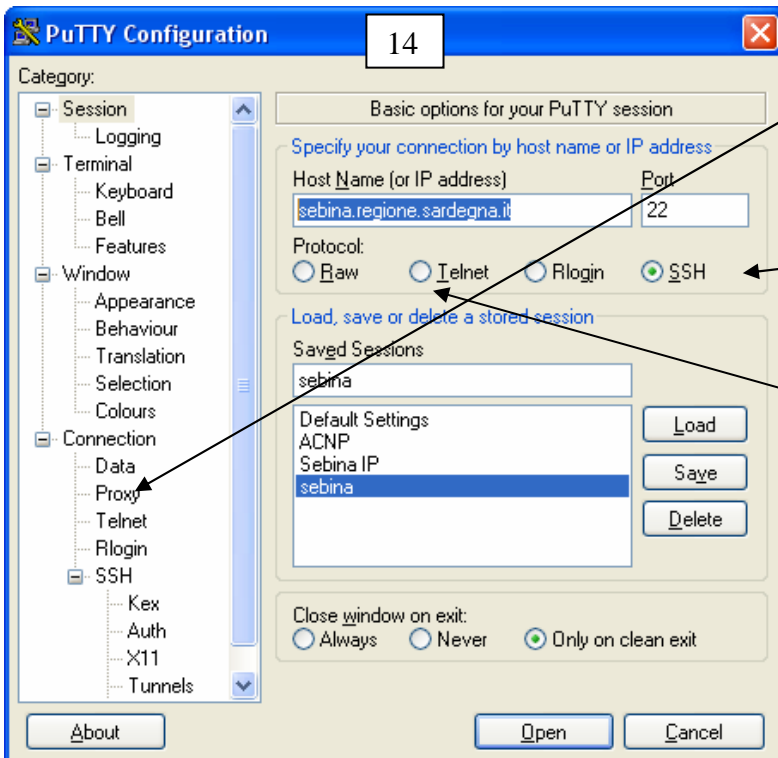 PuTTY Configuration
14
Category:
Session
Logging
Terminal
Keyboard
Bell
Features
Window
Appearance
Behaviour
Translation
Selection
Colours
Connection
Data
Proxy
Telnet
Rlogin
SSH
Kex
Auth
X11
Tunnels
Basic options for your PuTTY session
Specify your connection by host name or IP address
Host Name (or IP address) Port
sebina.regione.sardegna.it 22
Protocol:
Raw Telnet Rlogin SSH
Load, save or delete a stored session
Saved Sessions
sebina
Default Settings
ACNP
Sebina IP
sebina
Load
Save
Delete
Close window on exit:
Always Never Only on clean exit
About Open Cancel